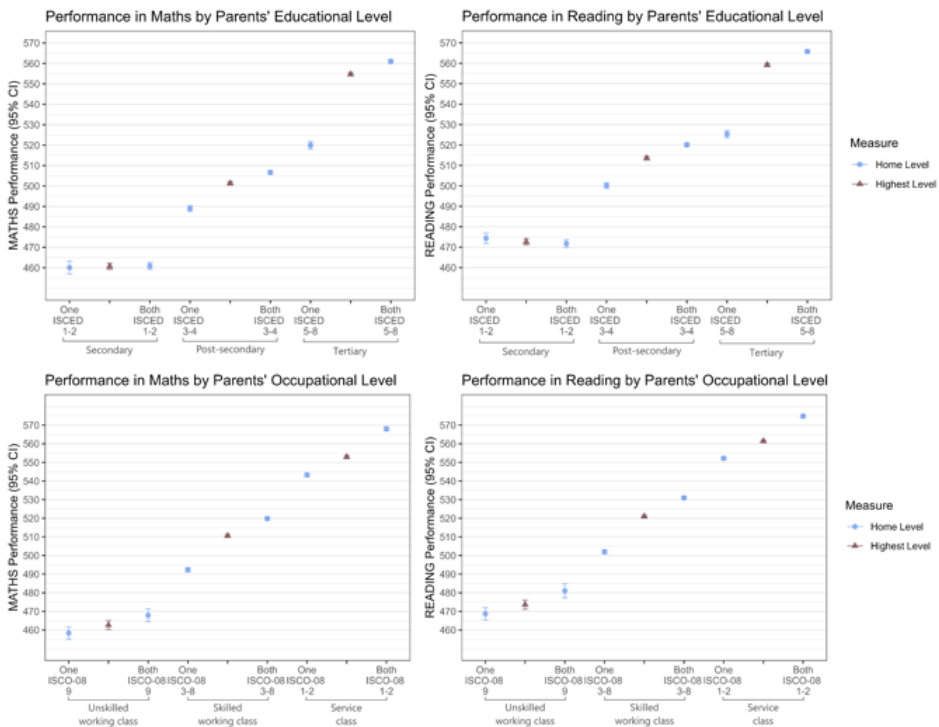 Performance in Maths by Parents' Educational Level
MATHS Performance (95% CI)
570
560
550
540
530
520
510
500
490
480
470
460
One ISCED 1-2
Both ISCED 1-2
One ISCED 3-4
Both ISCED 3-4
One ISCED 5-8
Both ISCED 5-8
Secondary
Post-secondary
Tertiary
Performance in Reading by Parents' Educational Level
READING Performance (95% CI)
570
560
550
540
530
520
510
500
490
480
470
460
One ISCED 1-2
Both ISCED 1-2
One ISCED 3-4
Both ISCED 3-4
One ISCED 5-8
Both ISCED 5-8
Secondary
Post-secondary
Tertiary
Measure
Home Level
Highest Level
Performance in Maths by Parents' Occupational Level
MATHS Performance (95% CI)
570
560
550
540
530
520
510
500
490
480
470
460
One ISCO-08 9
Both ISCO-08 9
One ISCO-08 3-8
Both ISCO-08 3-8
One ISCO-08 1-2
Both ISCO-08 1-2
Unskilled working class
Skilled working class
Service class
Performance in Reading by Parents' Occupational Level
READING Performance (95% CI)
570
560
550
540
530
520
510
500
490
480
470
460
One ISCO-08 9
Both ISCO-08 9
One ISCO-08 3-8
Both ISCO-08 3-8
One ISCO-08 1-2
Both ISCO-08 1-2
Unskilled working class
Skilled working class
Service class
Measure
Home Level
Highest Level